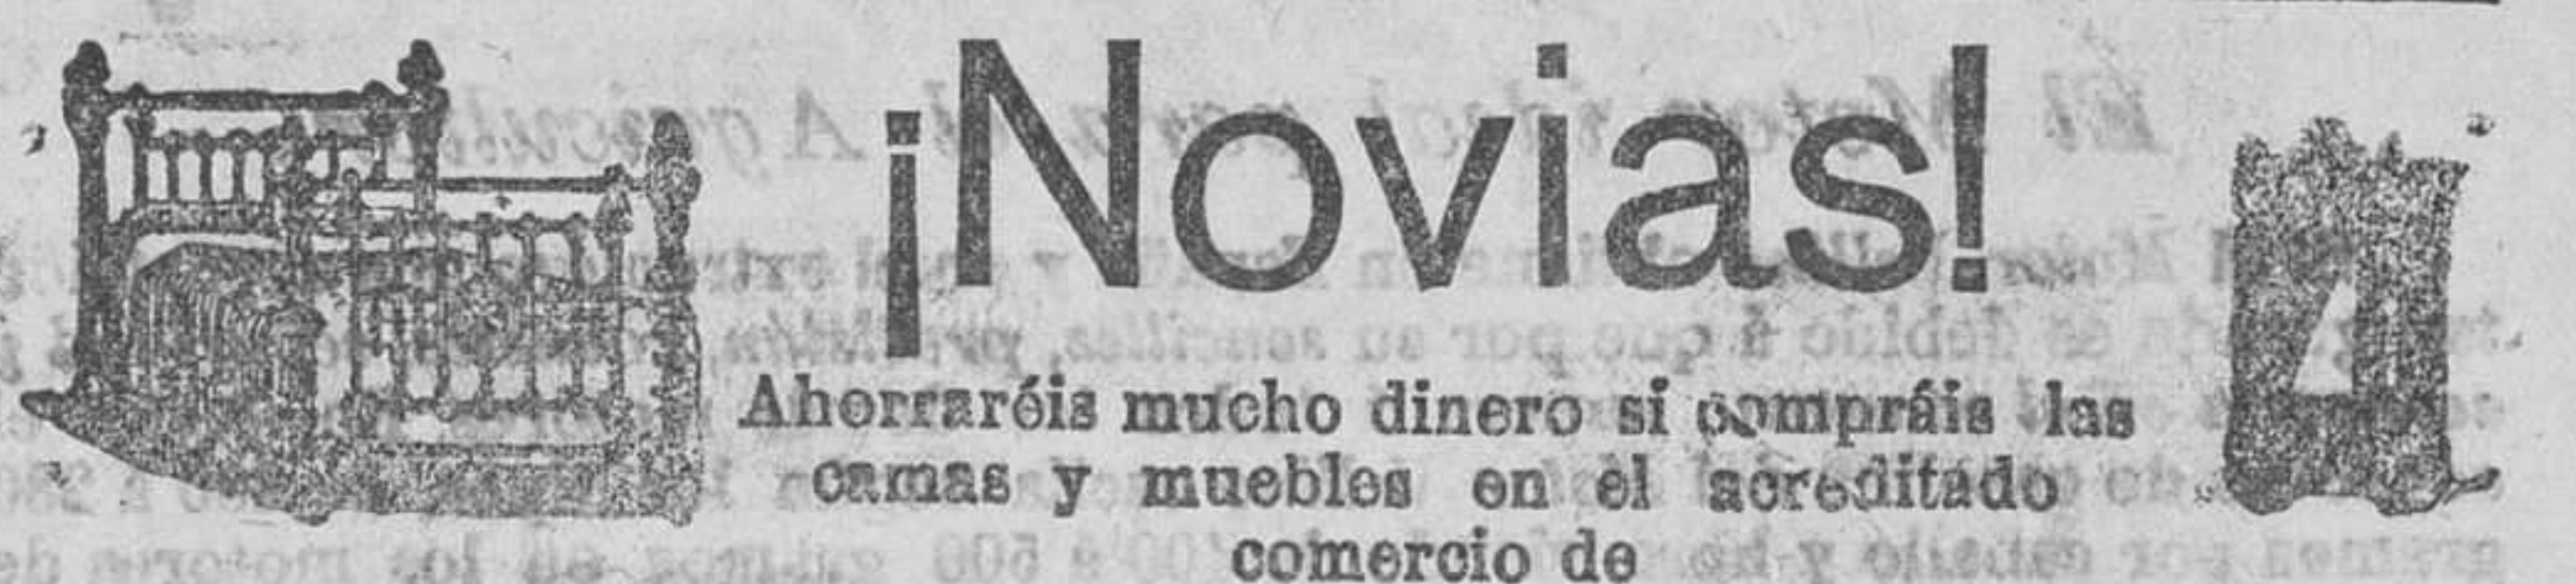 ¡Novias!
Ahorraréis mucho dinero si compráis las
camas y muebles en el acreditado
comercio de